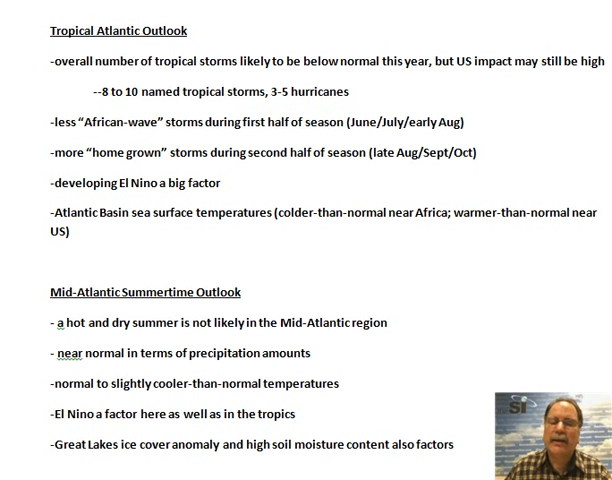 Tropical Atlantic Outlook
-overall number of tropical storms likely to be below normal this year, but US impact may still be high
--8 to 10 named tropical storms, 3-5 hurricanes
-less “African-wave” storms during first half of season (June/July/early Aug)
-more “home grown” storms during second half of season (late Aug/Sept/Oct)
-developing El Nino a big factor
-Atlantic Basin sea surface temperatures (colder-than-normal near Africa; warmer-than-normal near
US)
Mid-Atlantic Summertime Outlook
- a hot and dry summer is not likely in the Mid-Atlantic region
- near normal in terms of precipitation amounts
-normal to slightly cooler-than-normal temperatures
-El Nino a factor here as well as in the tropics
-Great Lakes ice cover anomaly and high soil moisture content also factors
SI